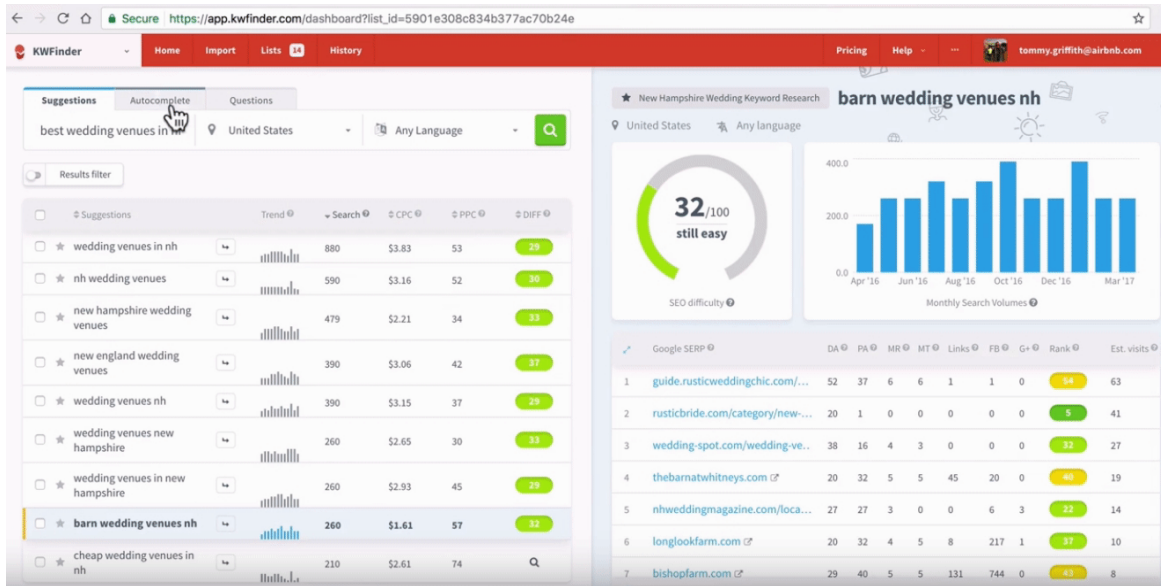 Secure https://app.kwfinder.com/dashboard?list_id=5901e308c834b377ac70b24e
KWFinder Home Import Lists 14 History Pricing Help ... tommy.griffith@airbnb.com
Suggestions Autocomplete Questions
best wedding venues in United States Any Language
Results filter
Suggestions Trend Search CPC PPC DIFF
wedding venues in nh 880 $3.83 53 29
nh wedding venues 590 $3.16 52 30
new hampshire wedding
venues 479 $2.21 34 33
new england wedding
venues 390 $3.06 42 37
wedding venues nh 390 $3.15 37 29
wedding venues new
hampshire 260 $2.65 30 33
wedding venues in new
hampshire 260 $2.93 45 29
barn wedding venues nh 260 $1.61 57 32
cheap wedding venues in
nh 210 $2.61 74
New Hampshire Wedding Keyword Research barn wedding venues nh
United States Any language
32/100
still easy
SEO difficulty
400.0
200.0
0.0
Apr '16 Jun '16 Aug '16 Oct '16 Dec '16 Mar '17
Monthly Search Volumes
Google SERP DA PA MR MT Links FB G+ Rank Est. visits
1 guide.rusticweddingchic.com/... 52 37 6 6 1 1 0 54 63
2 rusticbride.com/category/new-... 20 1 0 0 0 0 0 5 41
3 wedding-spot.com/wedding-ve.. 38 16 4 3 0 0 0 32 27
4 thebarnatwhitneys.com 20 32 5 5 45 20 0 40 19
5 nhweddingmagazine.com/loca... 27 27 3 0 0 6 3 22 14
6 longlookfarm.com 20 32 4 5 8 217 1 37 10
7 bishopfarm.com 29 40 5 5 131 744 0 43 8